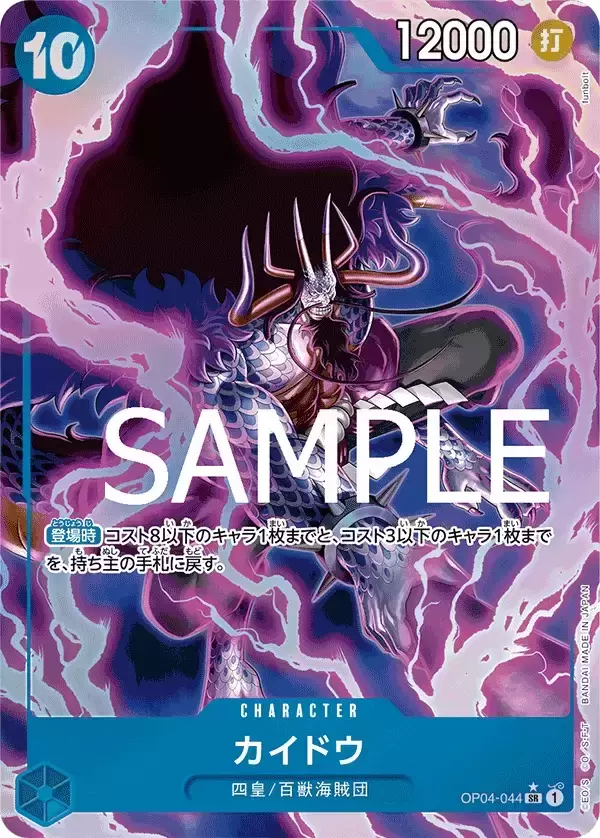 10
12000 打
tunbolt
SAMPLE
登場時 コスト8以下のキャラ1枚までと、コスト3以下のキャラ1枚まで
を、持ち主の手札に戻す。
CHARACTER
カイドウ
四皇/百獣海賊団
OP04-044 SR 1
BANDAI MADE IN JAPAN